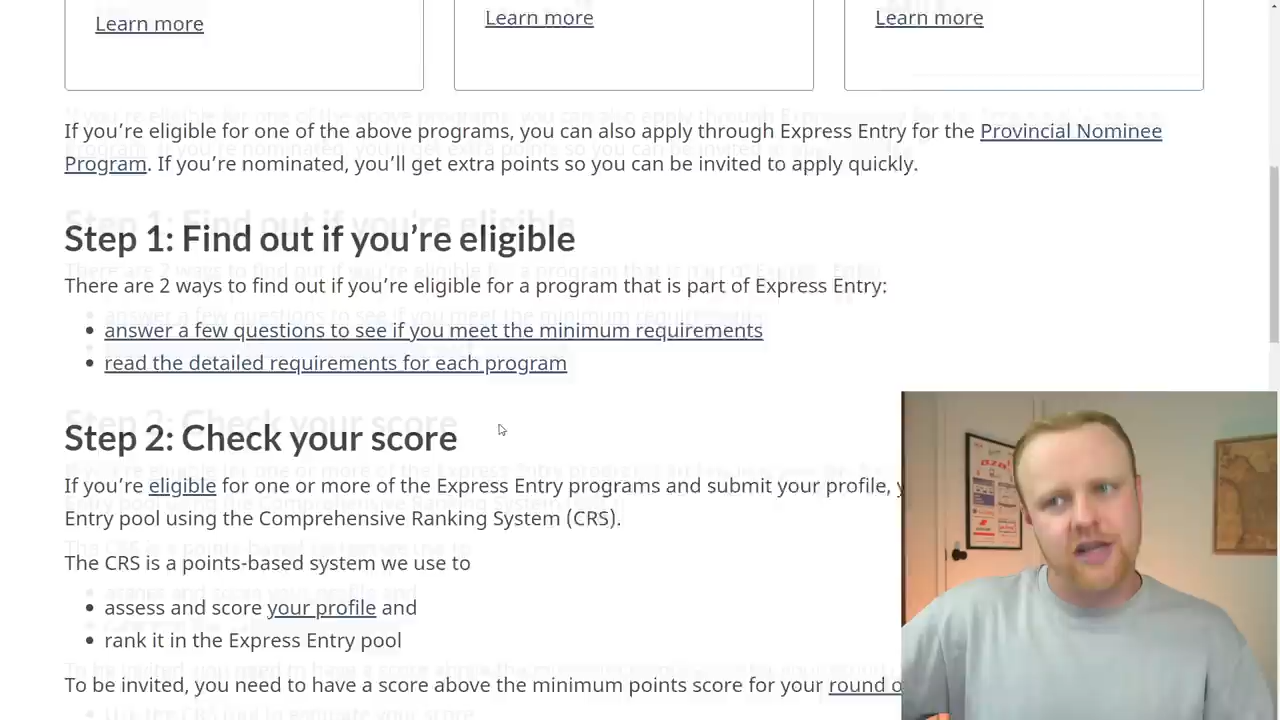 Learn more
Learn more
Learn more
If you're eligible for one of the above programs, you can also apply through Express Entry for the Provincial Nominee
Program. If you're nominated, you'll get extra points so you can be invited to apply quickly.
Step 1: Find out if you're eligible
There are 2 ways to find out if you're eligible for a program that is part of Express Entry:
• answer a few questions to see if you meet the minimum requirements
• read the detailed requirements for each program
Step 2: Check your score
If you're eligible for one or more of the Express Entry programs and submit your profile,
Entry pool using the Comprehensive Ranking System (CRS).
The CRS is a points-based system we use to
• assess and score your profile and
• rank it in the Express Entry pool
To be invited, you need to have a score above the minimum points score for your round